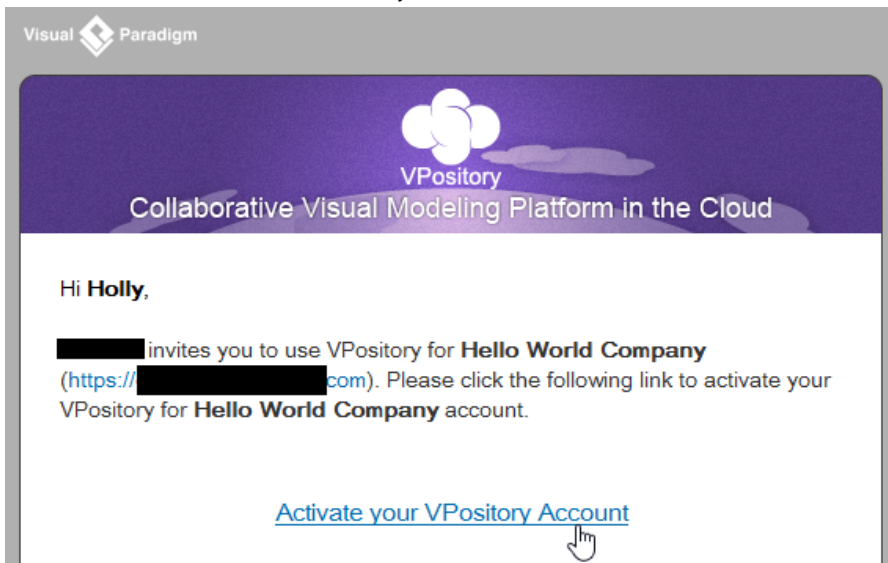 Visual Paradigm
VPository
Collaborative Visual Modeling Platform in the Cloud
Hi Holly,
invites you to use VPository for Hello World Company
(https:// com). Please click the following link to activate your
VPository for Hello World Company account.
Activate your VPository Account